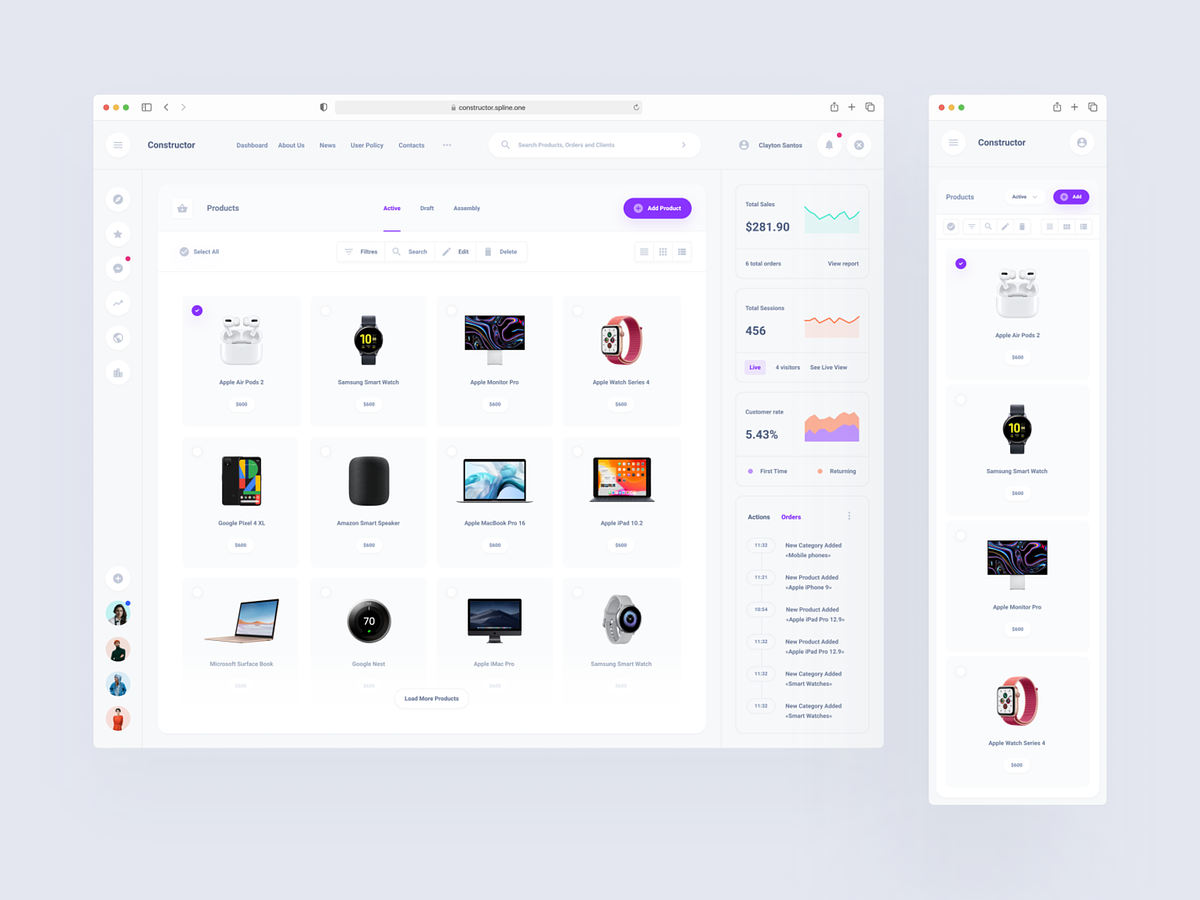 constructor.spline.one
Constructor
Dashboard
About Us
News
User Policy
Contacts
Search Products, Orders and Clients
Clayton Santos
Products
Active
Draft
Assembly
Add Product
Select All
Filtres
Search
Edit
Delete
Apple Air Pods 2
$600
10
Samsung Smart Watch
$600
Apple Monitor Pro
$600
Apple Watch Series 4
$600
Google Pixel 4 XL
$600
Amazon Smart Speaker
$600
Apple MacBook Pro 16
$600
Apple iPad 10.2
$600
Microsoft Surface Book
$600
70
Google Nest
$600
Apple iMac Pro
$600
Samsung Smart Watch
$600
Load More Products
Total Sales
$281.90
6 total orders
View report
Total Sessions
456
Live
4 visitors
See Live View
Customer rate
5.43%
First Time
Returning
Actions
Orders
11:32
New Category Added
«Mobile phones»
11:21
New Product Added
«Apple iPhone 9»
10:54
New Product Added
«Apple iPad Pro 12.9»
11:32
New Product Added
«Apple iPad Pro 12.9»
11:32
New Category Added
«Smart Watches»
11:32
New Category Added
«Smart Watches»
Constructor
Products
Active
Add
Apple Air Pods 2
$600
10
Samsung Smart Watch
$600
Apple Monitor Pro
$600
Apple Watch Series 4
$600